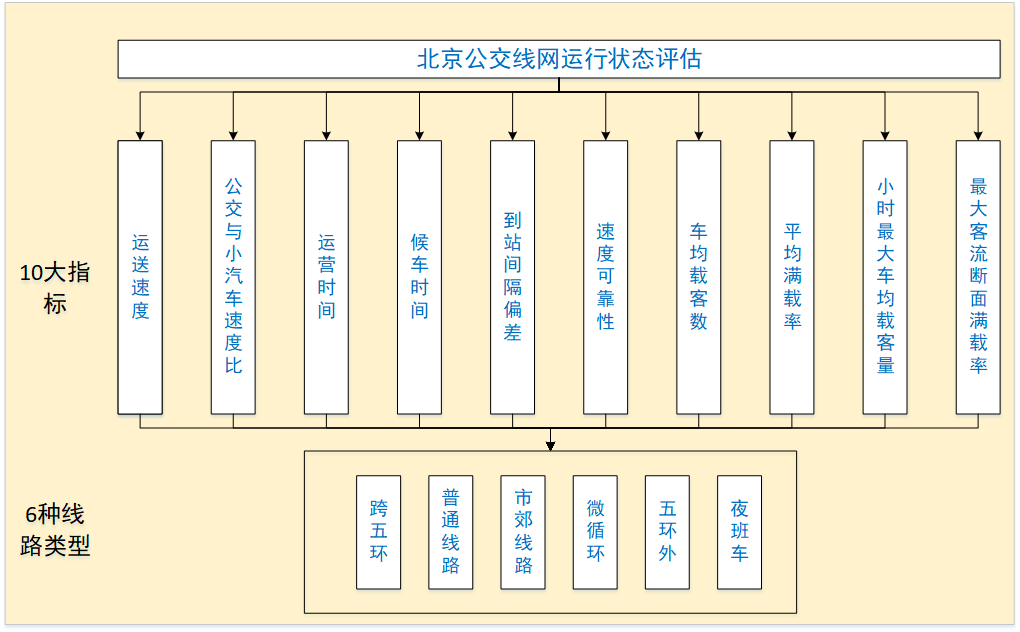 北京公交线网运行状态评估
10大指
标
运送速度
公交与小汽车速度比
运营时间
候车时间
到站间隔偏差
速度可靠性
车均载客数
平均满载率
小时最大车均载客量
最大客流断面满载率
6种线
路类型
跨五环
普通线路
市郊线路
微循环
五环外
夜班车